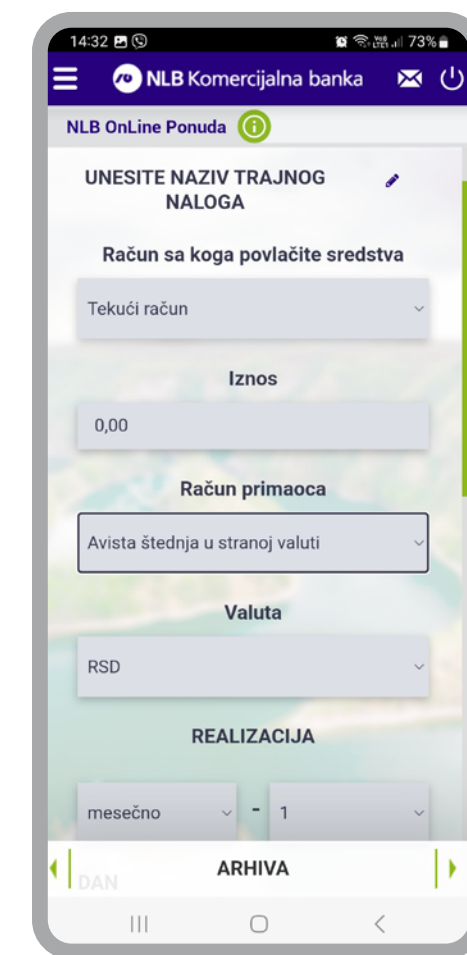 14:32 73%
NLB Komercijalna banka
NLB OnLine Ponuda
UNESITE NAZIV TRAJNOG
NALOGA
Račun sa koga povlačite sredstva
Tekući račun
Iznos
0,00
Račun primaoca
Avista štednja u stranoj valuti
Valuta
RSD
REALIZACIJA
mesečno - 1
ARHIVA
DAN